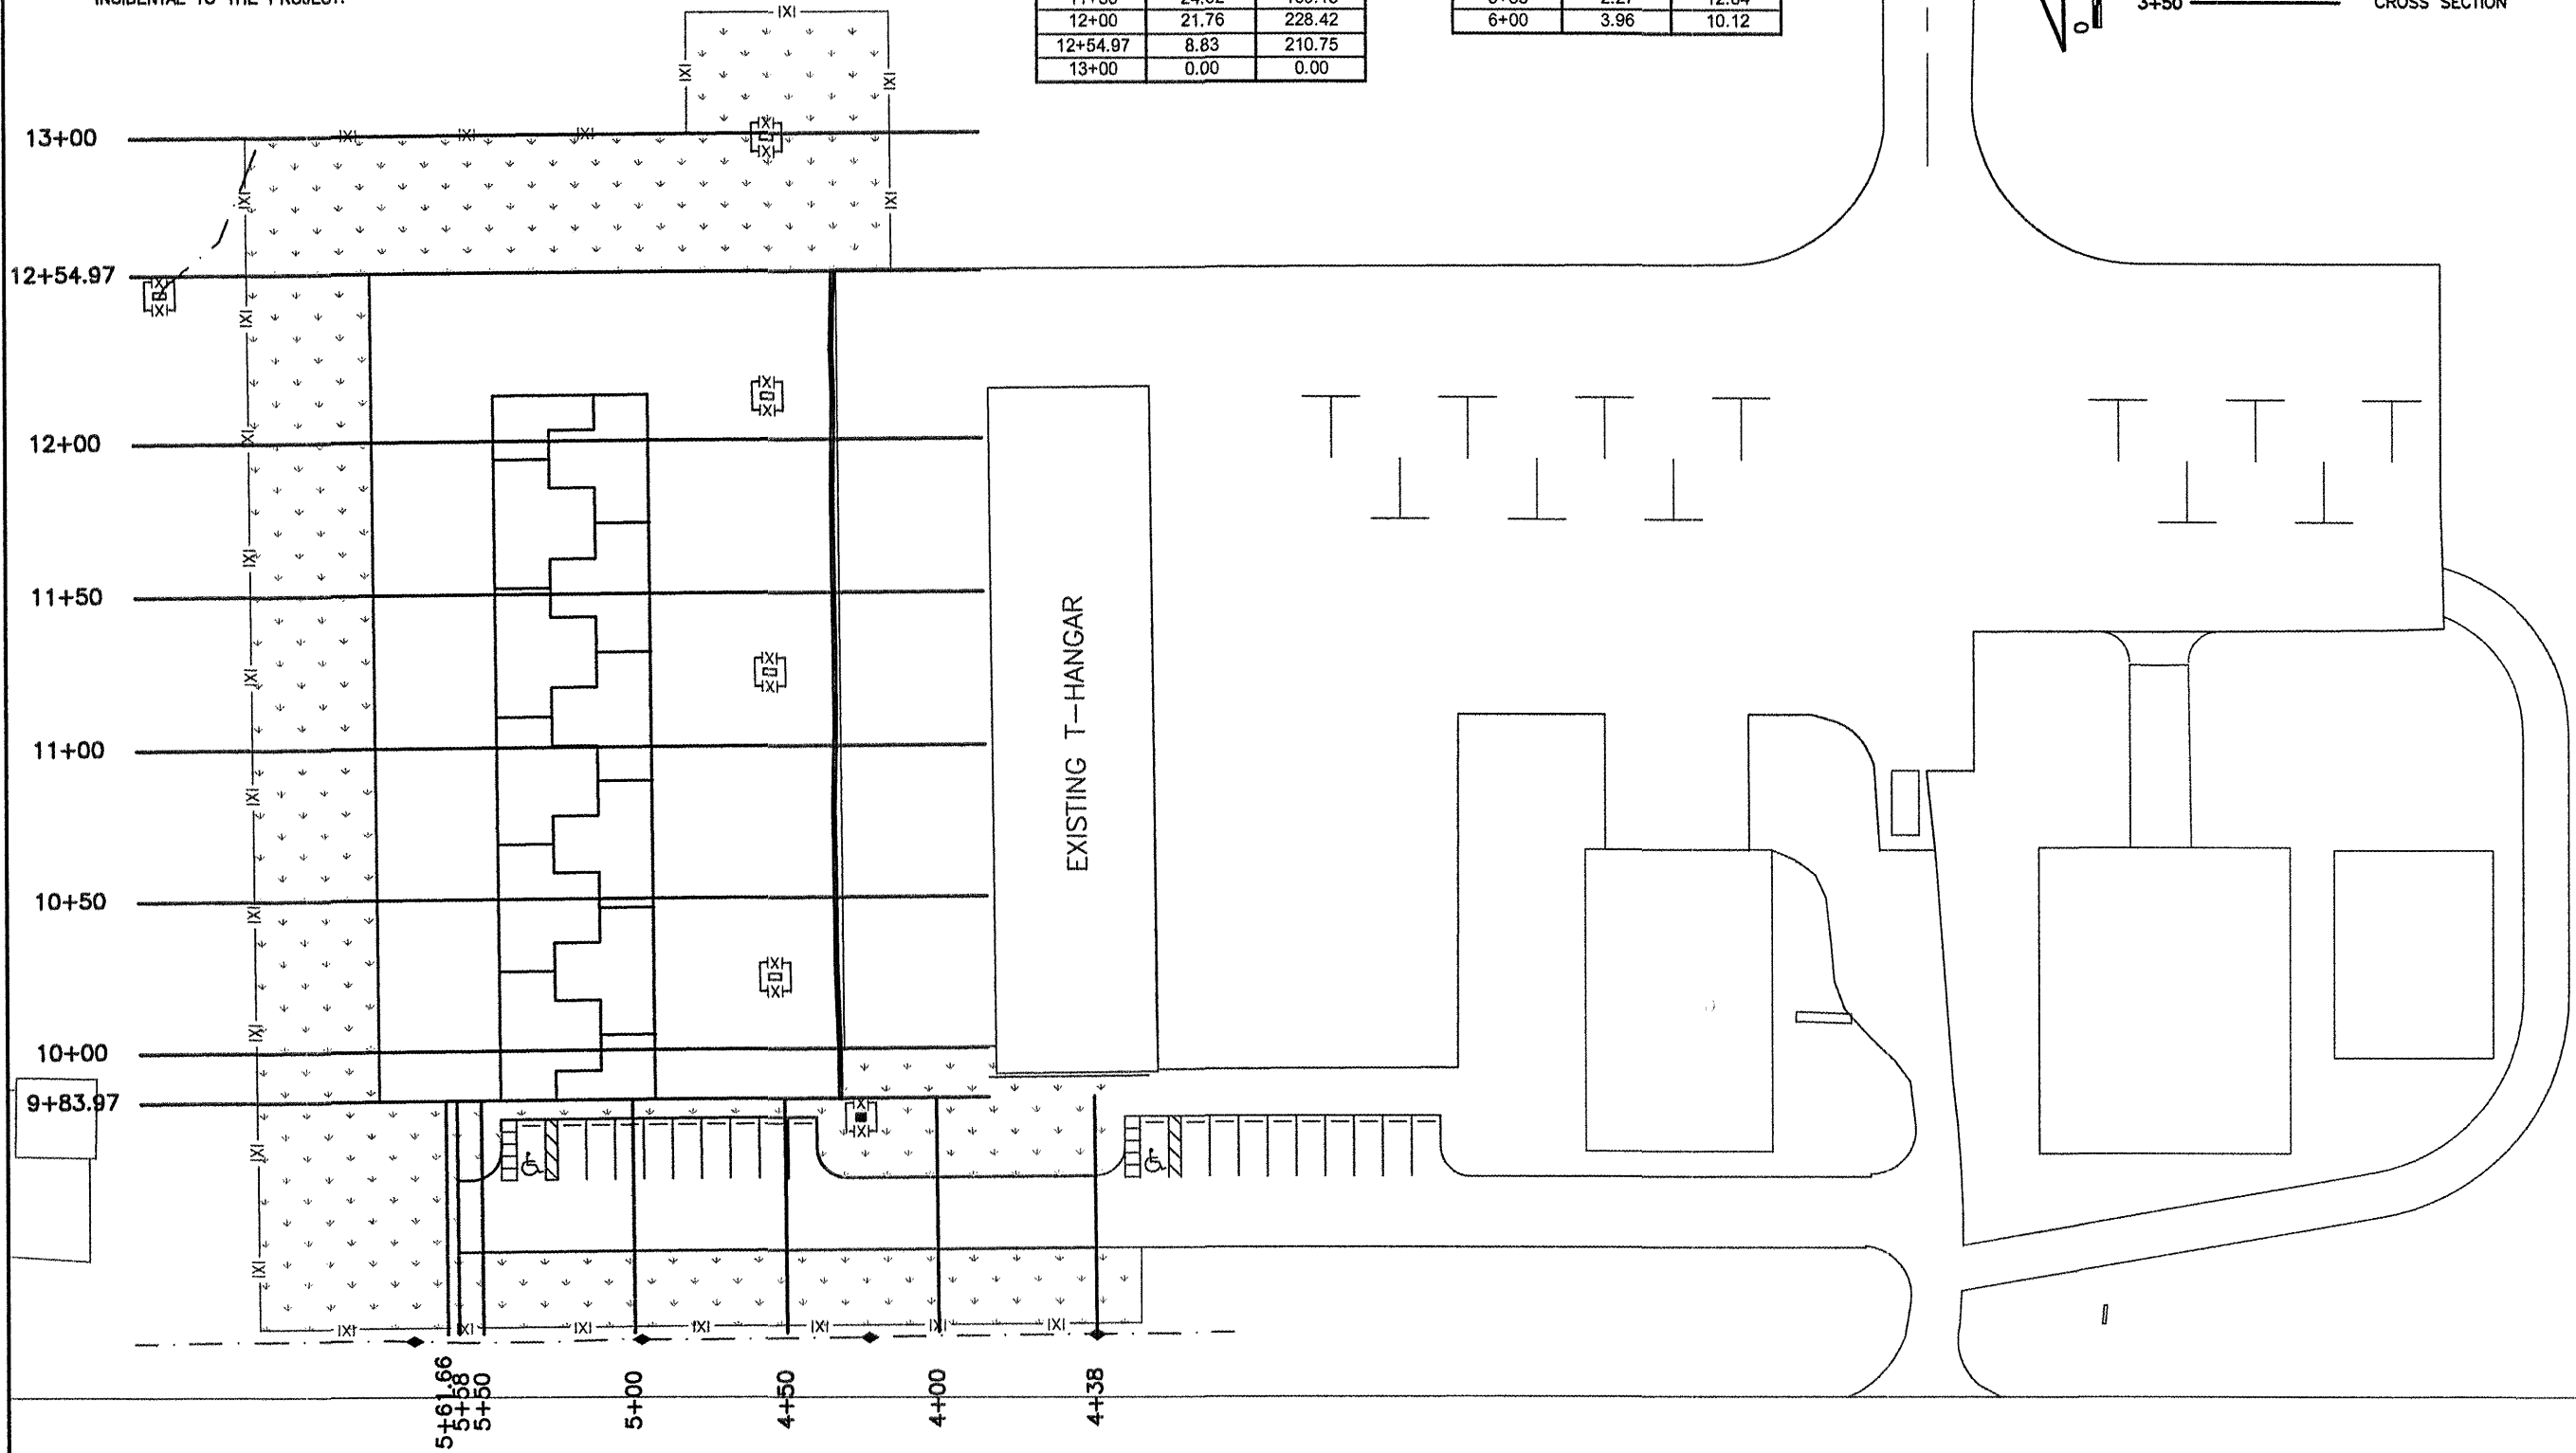 INCIDENTAL TO THE PROJECT.
12+00 21.76 228.42
12+54.97 8.83 210.75
13+00 0.00 0.00
6+00 3.96 10.12
0
3+50 CROSS SECTION
13+00
12+54.97
12+00
11+50
11+00
10+50
10+00
9+83.97
EXISTING T-HANGAR
5+61.66
5+58
5+50
5+00
4+50
4+00
4+38